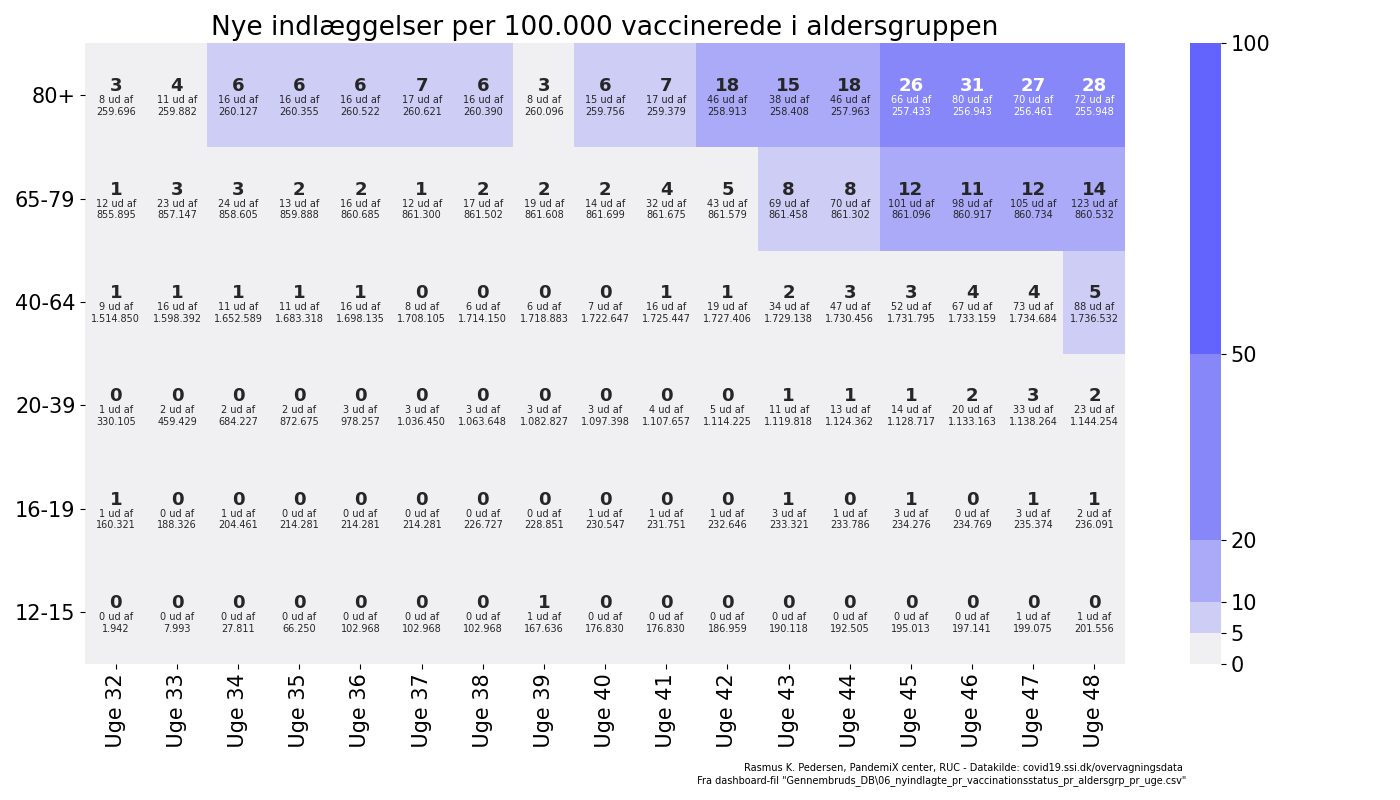 Nye indlæggelser per 100.000 vaccinerede i aldersgruppen
80+
3 4 6 6 6 7 6 3 6 7 18 15 18 26 31 27 28
8 ud af 11 ud af 16 ud af 16 ud af 16 ud af 17 ud af 16 ud af 8 ud af 15 ud af 17 ud af 46 ud af 38 ud af 46 ud af 66 ud af 80 ud af 70 ud af 72 ud af
259.696 259.882 260.127 260.355 260.522 260.621 260.390 260.096 259.756 259.379 258.913 258.408 257.963 257.433 256.943 256.461 255.948
65-79
1 3 3 2 2 1 2 2 2 4 5 8 8 12 11 12 14
12 ud af 23 ud af 24 ud af 13 ud af 16 ud af 12 ud af 17 ud af 19 ud af 14 ud af 32 ud af 43 ud af 69 ud af 70 ud af 101 ud af 98 ud af 105 ud af 123 ud af
855.895 857.147 858.605 859.888 860.685 861.300 861.502 861.608 861.699 861.675 861.579 861.458 861.302 861.096 860.917 860.734 860.532
40-64
1 1 1 1 1 0 0 0 0 1 1 2 3 3 4 4 5
9 ud af 16 ud af 11 ud af 11 ud af 16 ud af 8 ud af 6 ud af 6 ud af 7 ud af 16 ud af 19 ud af 34 ud af 47 ud af 52 ud af 67 ud af 73 ud af 88 ud af
1.514.850 1.598.392 1.652.589 1.683.318 1.698.135 1.708.105 1.714.150 1.718.883 1.722.647 1.725.447 1.727.406 1.729.138 1.730.456 1.731.795 1.733.159 1.734.684 1.736.532
20-39
0 0 0 0 0 0 0 0 0 0 0 1 1 1 2 3 2
1 ud af 2 ud af 2 ud af 2 ud af 3 ud af 3 ud af 3 ud af 3 ud af 3 ud af 4 ud af 5 ud af 11 ud af 13 ud af 14 ud af 20 ud af 33 ud af 23 ud af
330.105 459.429 684.227 872.675 978.257 1.036.450 1.063.648 1.082.827 1.097.398 1.107.657 1.114.225 1.119.818 1.124.362 1.128.717 1.133.163 1.138.264 1.144.254
16-19
1 0 0 0 0 0 0 0 0 0 0 1 0 1 0 1 1
1 ud af 0 ud af 1 ud af 0 ud af 0 ud af 0 ud af 0 ud af 0 ud af 1 ud af 1 ud af 1 ud af 3 ud af 1 ud af 3 ud af 0 ud af 3 ud af 2 ud af
160.321 188.326 204.461 214.281 214.281 214.281 226.727 228.851 230.547 231.751 232.646 233.321 233.786 234.276 234.769 235.374 236.091
12-15
0 0 0 0 0 0 0 1 0 0 0 0 0 0 0 0 0
0 ud af 0 ud af 0 ud af 0 ud af 0 ud af 0 ud af 0 ud af 1 ud af 0 ud af 0 ud af 0 ud af 0 ud af 0 ud af 0 ud af 0 ud af 1 ud af 1 ud af
1.942 7.993 27.811 66.250 102.968 102.968 102.968 167.636 176.830 176.830 186.959 190.118 192.505 195.013 197.141 199.075 201.556
Uge 32 Uge 33 Uge 34 Uge 35 Uge 36 Uge 37 Uge 38 Uge 39 Uge 40 Uge 41 Uge 42 Uge 43 Uge 44 Uge 45 Uge 46 Uge 47 Uge 48
100
50
20
10
5
0
Rasmus K. Pedersen, PandemiX center, RUC - Datakilde: covid19.ssi.dk/overvagningsdata
Fra dashboard-fil "Gennembruds_DB\06_nyindlagte_pr_vaccinationsstatus_pr_aldersgrp_pr_uge.csv"